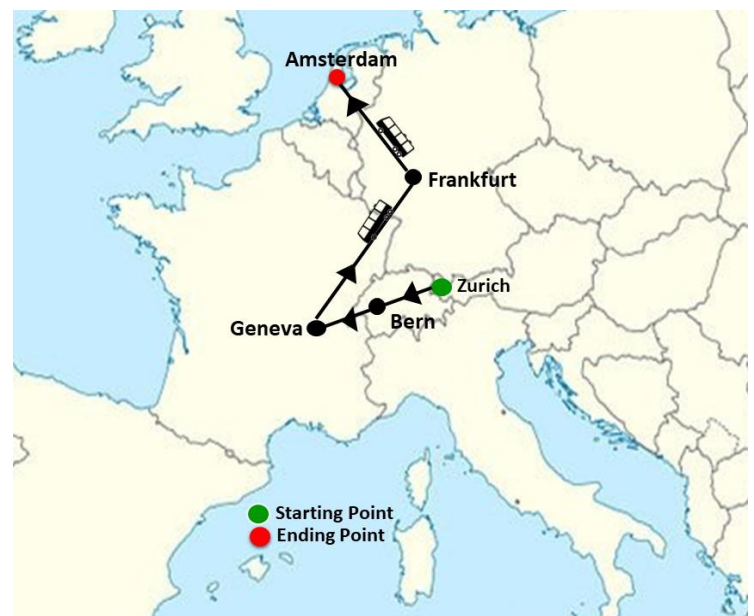 Amsterdam
Frankfurt
Zurich
Bern
Geneva
Starting Point
Ending Point